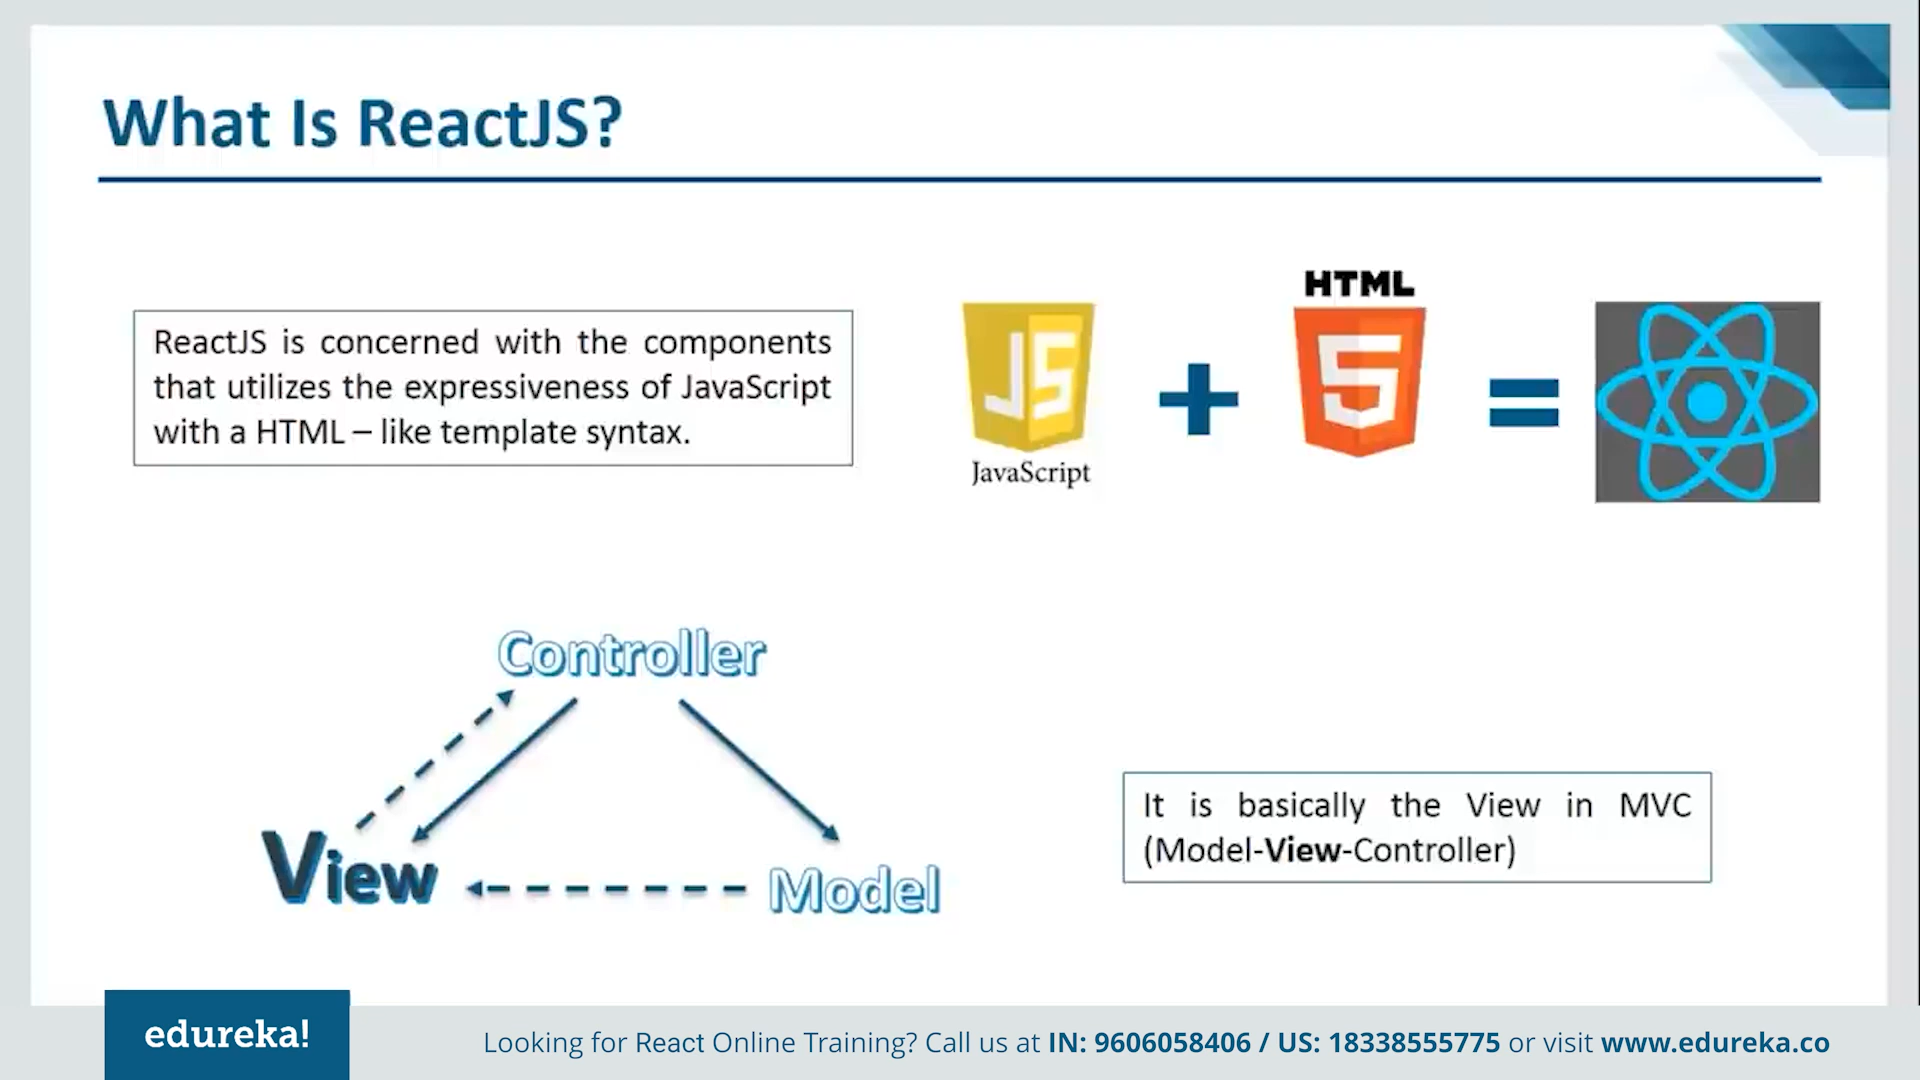 What Is ReactJS?
ReactJS is concerned with the components
that utilizes the expressiveness of JavaScript
with a HTML – like template syntax.
JS
JavaScript
HTML
5
Controller
View
Model
It is basically the View in MVC
(Model-View-Controller)
edureka!
Looking for React Online Training? Call us at IN: 9606058406 / US: 18338555775 or visit www.edureka.co